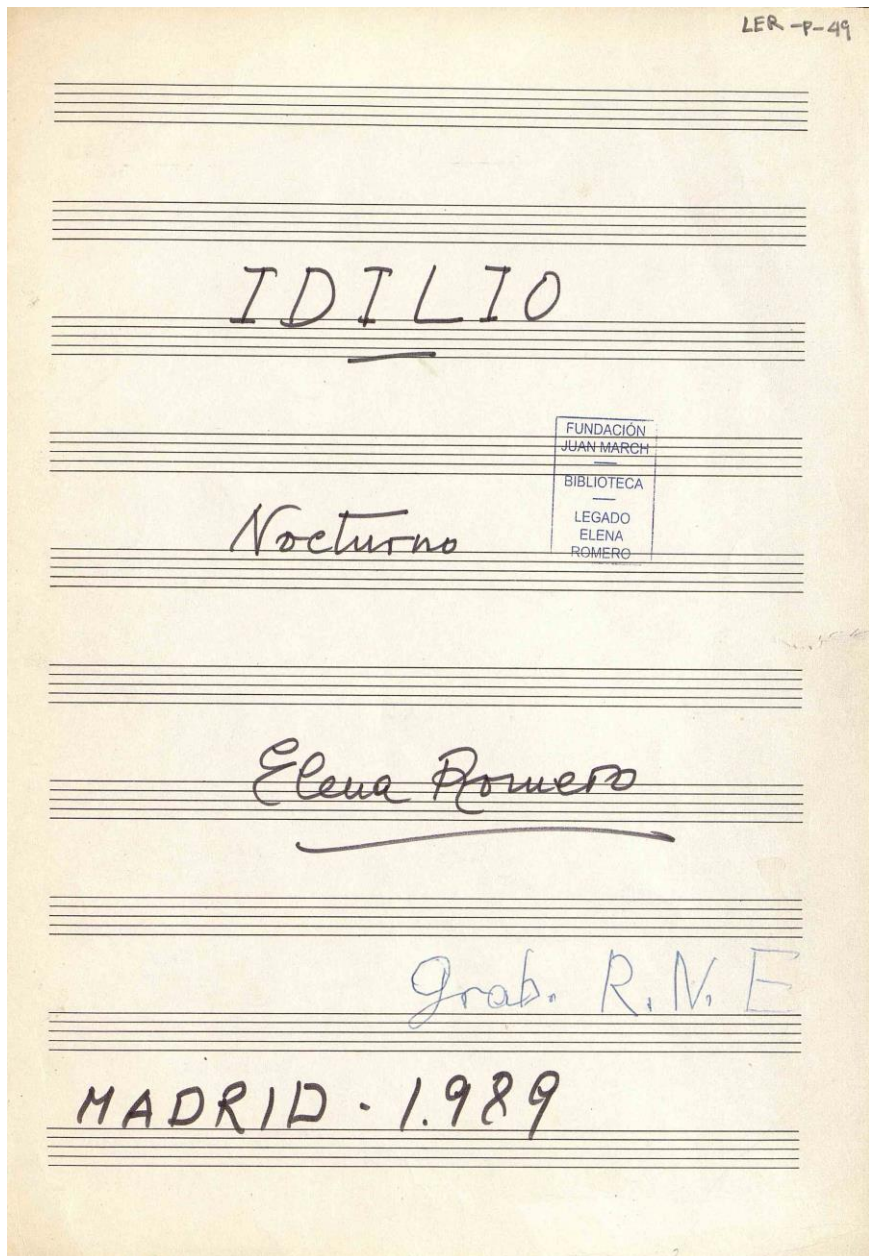 LER-P-49
IDILIO
FUNDACIÓN
JUAN MARCH
BIBLIOTECA
LEGADO
ELENA
ROMERO
Nocturno
Elena Romero
Grab. R.N.E
MADRID - 1.989